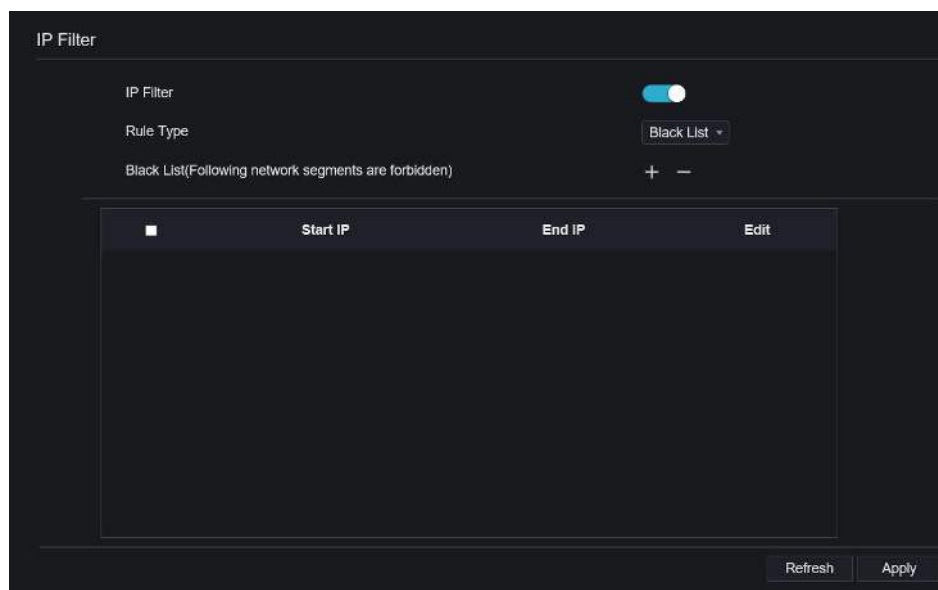 IP Filter
IP Filter
Rule Type Black List
Black List(Following network segments are forbidden) + −
Start IP End IP Edit
Refresh Apply